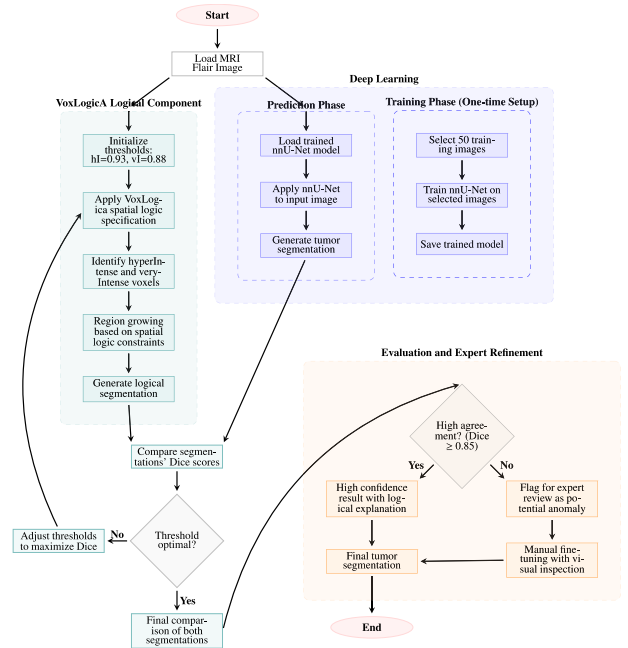 Start
Load MRI
Flair Image
Deep Learning
VoxLogicA Logical Component
Prediction Phase
Training Phase (One-time Setup)
Initialize
thresholds:
hI=0.93, vI=0.88
Load trained
nnU-Net model
Select 50 train-
ing images
Apply VoxLog-
ica spatial logic
specification
Apply nnU-Net
to input image
Train nnU-Net on
selected images
Identify hyperIn-
tense and very-
Intense voxels
Generate tumor
segmentation
Save trained model
Region growing
based on spatial
logic constraints
Generate logical
segmentation
Evaluation and Expert Refinement
High agree-
ment? (Dice
≥ 0.85)
Compare segmen-
tations' Dice scores
Yes
No
High confidence
result with log-
ical explanation
Flag for expert
review as po-
tential anomaly
Adjust thresholds
to maximize Dice
No
Threshold
optimal?
Final tumor
segmentation
Manual fine-
tuning with vi-
sual inspection
Yes
Final compar-
ison of both
segmentations
End